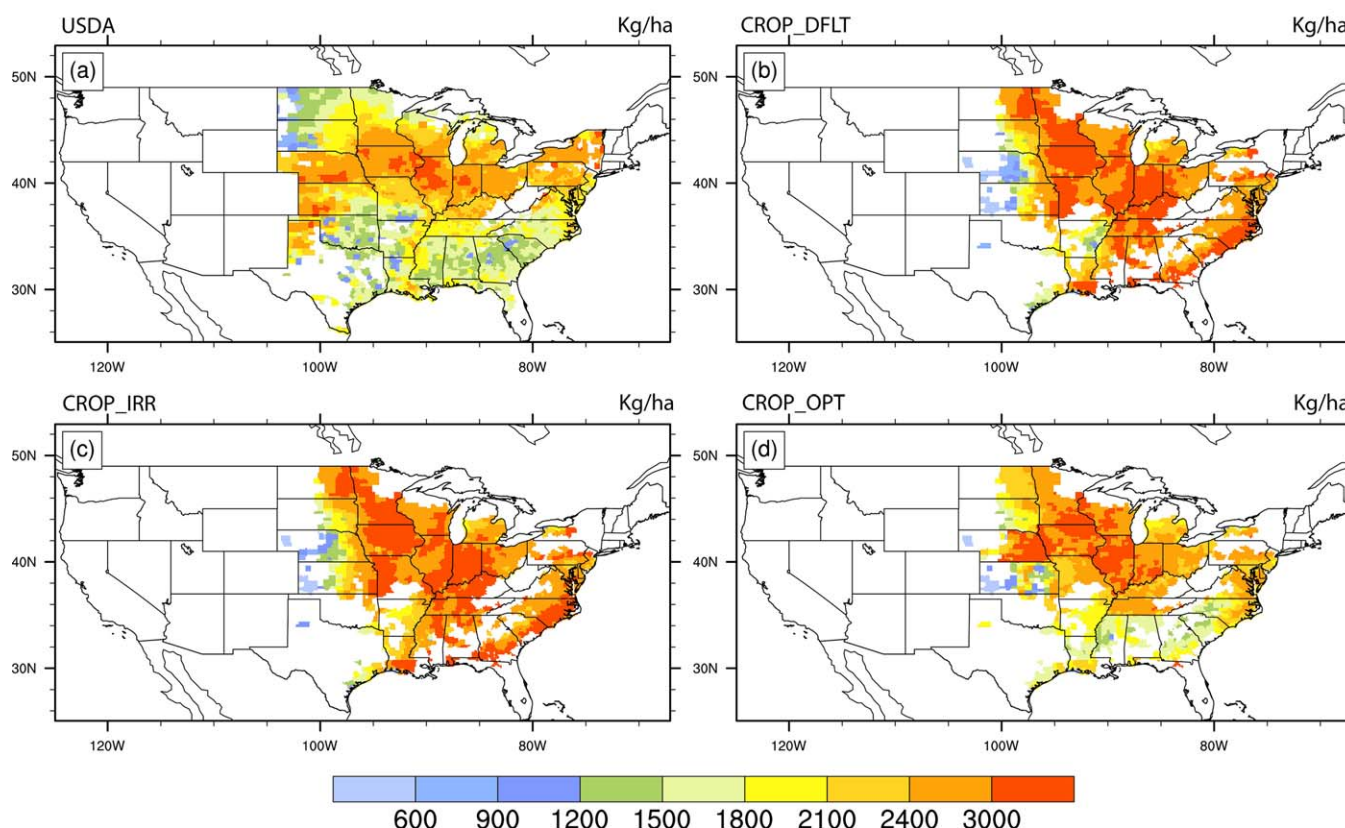 USDA Kg/ha
CROP_DFLT Kg/ha
(a)
(b)
50N
40N
30N
120W 100W 80W
50N
40N
30N
120W 100W 80W
CROP_IRR Kg/ha
CROP_OPT Kg/ha
(c)
(d)
50N
40N
30N
120W 100W 80W
50N
40N
30N
120W 100W 80W
600 900 1200 1500 1800 2100 2400 3000